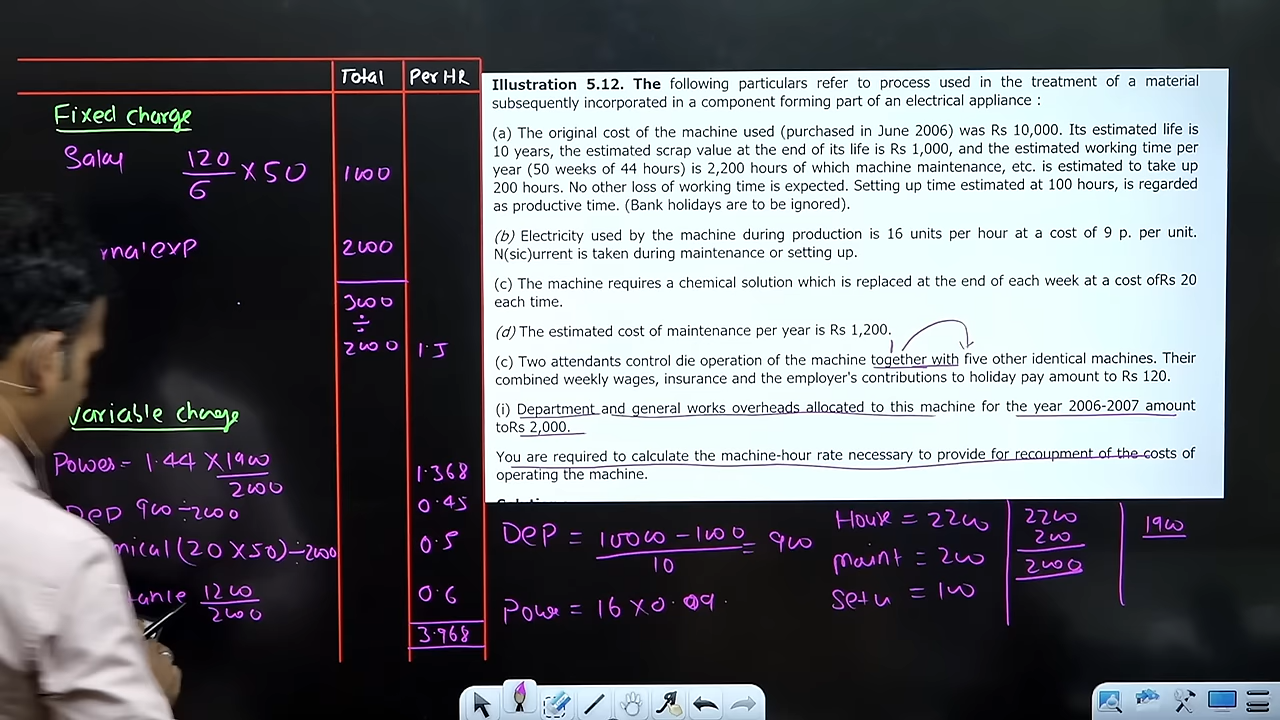 Total
Per HR
Fixed charge
Salay 120/6 × 50 1000
exp 2000
3000
÷
2000 1.5
Variable charge
Power = 1.44 × 1900/2000 1.368
Dep 900 ÷ 2000 0.45
mical (20 × 50) ÷ 2000 0.5
1200/2000 0.6
3.968
Illustration 5.12. The following particulars refer to process used in the treatment of a material
subsequently incorporated in a component forming part of an electrical appliance :
(a) The original cost of the machine used (purchased in June 2006) was Rs 10,000. Its estimated life is
10 years, the estimated scrap value at the end of its life is Rs 1,000, and the estimated working time per
year (50 weeks of 44 hours) is 2,200 hours of which machine maintenance, etc. is estimated to take up
200 hours. No other loss of working time is expected. Setting up time estimated at 100 hours, is regarded
as productive time. (Bank holidays are to be ignored).
(b) Electricity used by the machine during production is 16 units per hour at a cost of 9 p. per unit.
N(sic)urrent is taken during maintenance or setting up.
(c) The machine requires a chemical solution which is replaced at the end of each week at a cost ofRs 20
each time.
(d) The estimated cost of maintenance per year is Rs 1,200.
(c) Two attendants control die operation of the machine together with five other identical machines. Their
combined weekly wages, insurance and the employer's contributions to holiday pay amount to Rs 120.
(i) Department and general works overheads allocated to this machine for the year 2006-2007 amount
toRs 2,000.
You are required to calculate the machine-hour rate necessary to provide for recoupment of the costs of
operating the machine.
Dep = 10000 - 1000/10 = 900
Power = 16 × 0.09
House = 2200 2200 1900
maint = 200 200
2000
Setu = 100